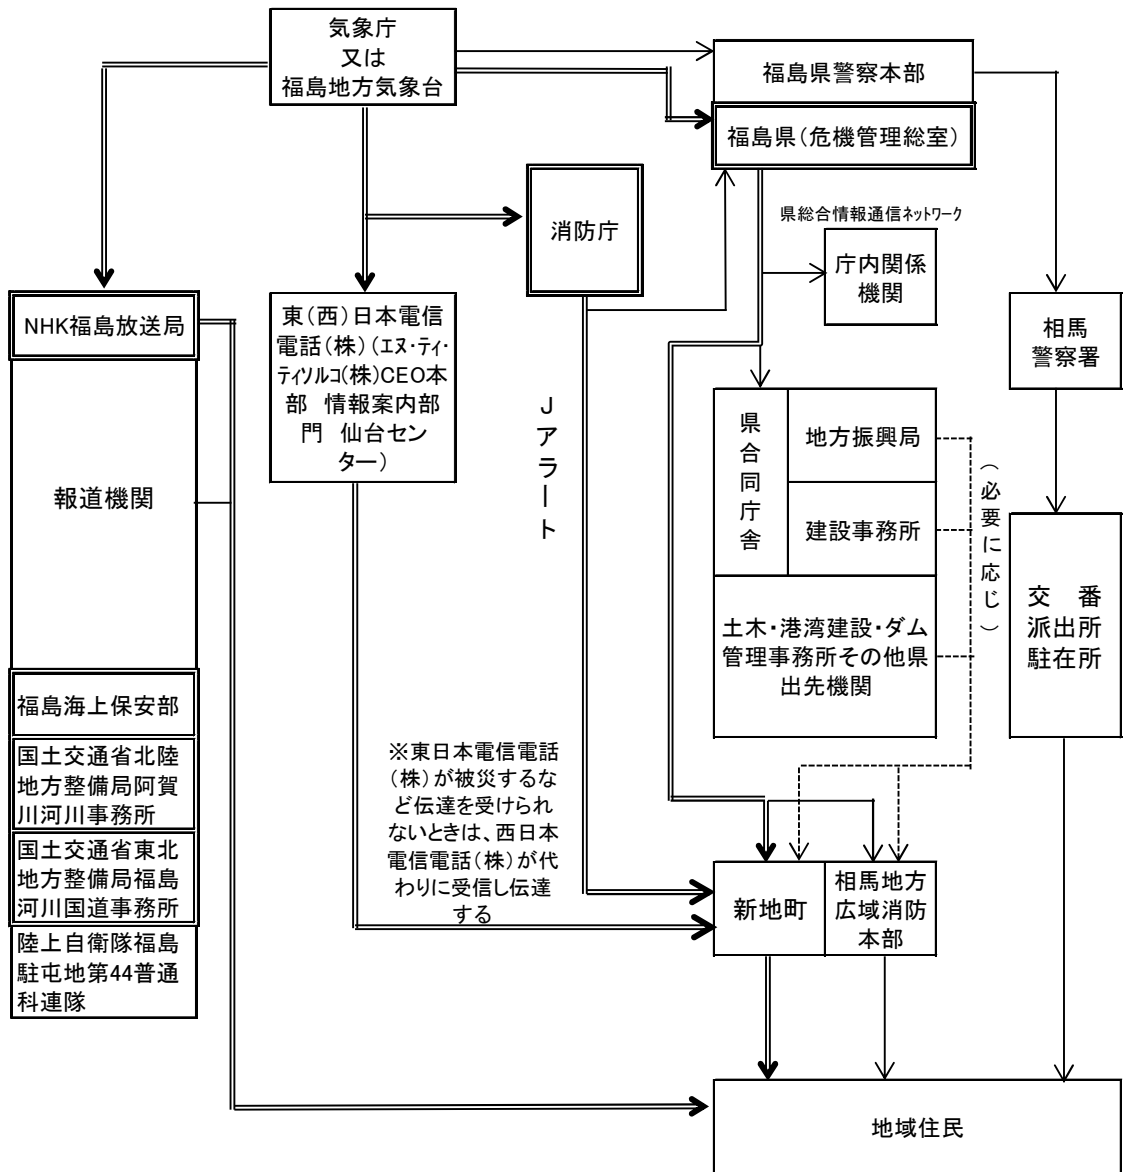 気象庁
又は
福島地方気象台
福島県警察本部
福島県(危機管理総室)
消防庁
県総合情報通信ネットワーク
庁内関係
機関
NHK福島放送局
東(西)日本電信
電話(株)(エヌ・ティ・
ティソルコ(株)CEO本
部 情報案内部
門 仙台セン
ター)
相馬
警察署
Jアラート
県合同庁舎
地方振興局
建設事務所
(必要に応じ)
報道機関
交 番
派出所
駐在所
土木・港湾建設・ダム
管理事務所その他県
出先機関
福島海上保安部
国土交通省北陸
地方整備局阿賀
川河川事務所
国土交通省東北
地方整備局福島
河川国道事務所
陸上自衛隊福島
駐屯地第44普通
科連隊
※東日本電信電話
(株)が被災するな
ど伝達を受けられ
ないときは、西日本
電信電話(株)が代
わりに受信し伝達
する
新地町
相馬地方
広域消防
本部
地域住民